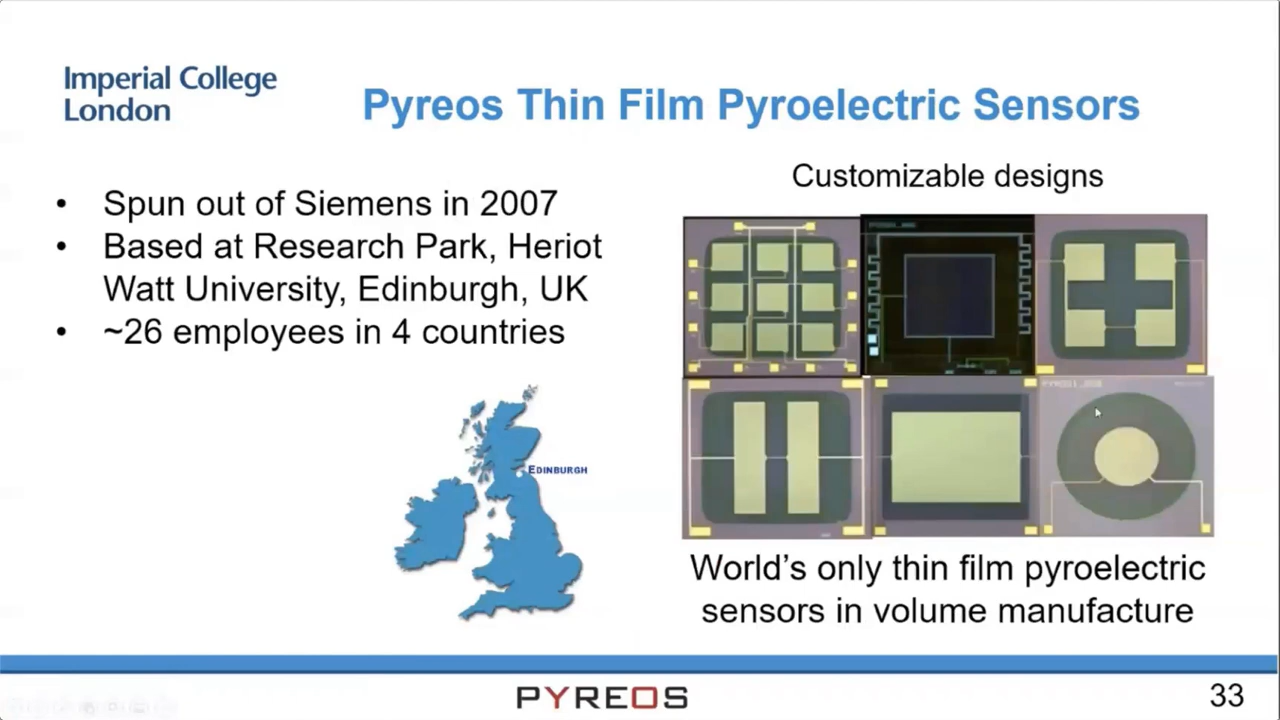 Imperial College
London
Pyreos Thin Film Pyroelectric Sensors
• Spun out of Siemens in 2007
• Based at Research Park, Heriot
Watt University, Edinburgh, UK
• ~26 employees in 4 countries
EDINBURGH
Customizable designs
World’s only thin film pyroelectric
sensors in volume manufacture
PYREOS
33